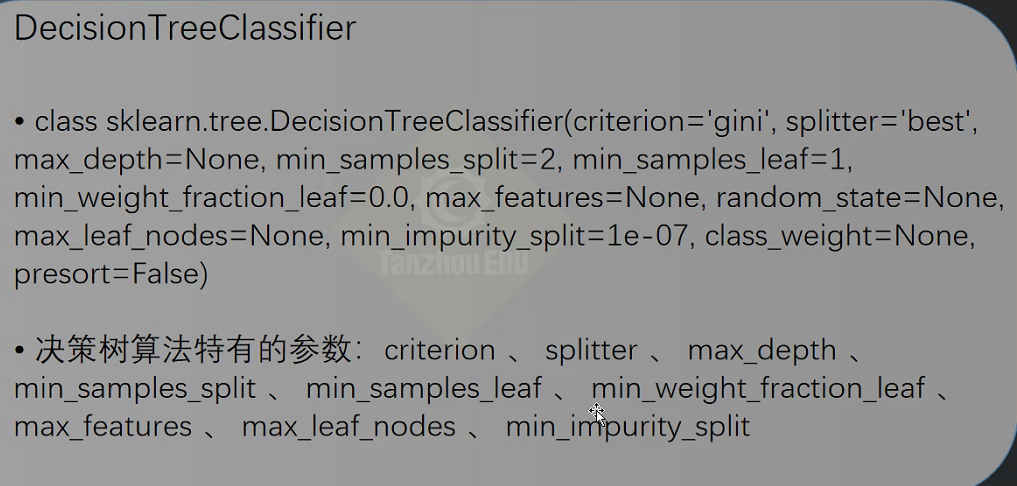 DecisionTreeClassifier
• class sklearn.tree.DecisionTreeClassifier(criterion='gini', splitter='best',
max_depth=None, min_samples_split=2, min_samples_leaf=1,
min_weight_fraction_leaf=0.0, max_features=None, random_state=None,
max_leaf_nodes=None, min_impurity_split=1e-07, class_weight=None,
presort=False)
Tanzhou EDU
• 决策树算法特有的参数：criterion 、 splitter 、 max_depth 、
min_samples_split 、 min_samples_leaf 、 min_weight_fraction_leaf 、
max_features 、 max_leaf_nodes 、 min_impurity_split